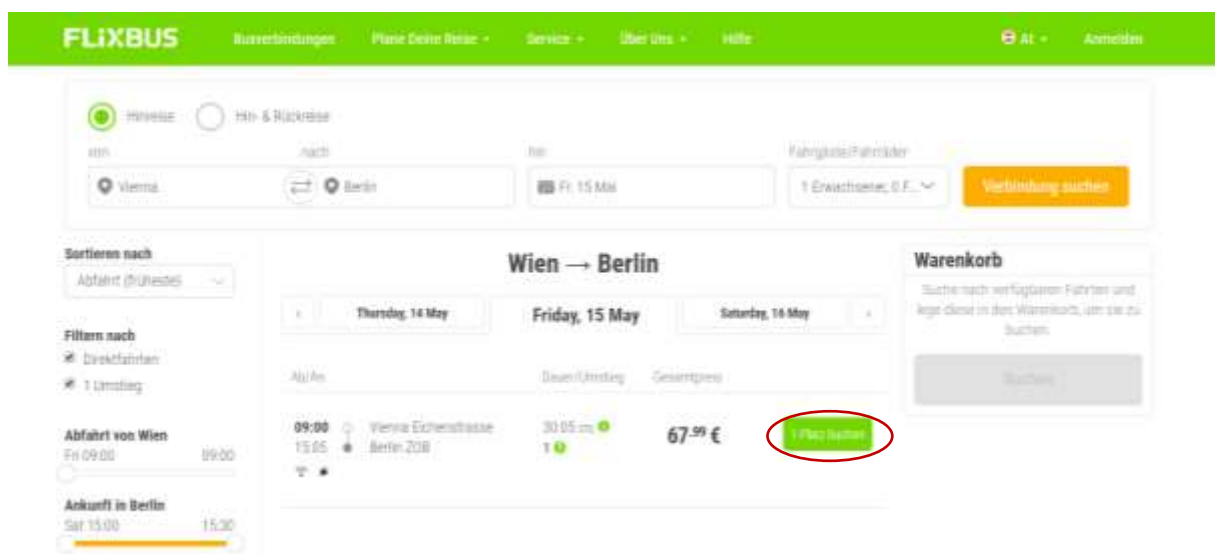 FLiXBUS Busverbindungen Plane Deine Reise Service Über Uns Hilfe AT Anmelden
Hinreise Hin- & Rückreise
von nach hin Fahrgäste/Fahrräder
Vienna Berlin Fr. 15 Mai 1 Erwachsener, 0 F... Verbindung suchen
Sortieren nach
Abfahrt (früheste)
Filtern nach
Direktfahrten
1 Umstieg
Abfahrt von Wien
Fri 09:00 09:00
Ankunft in Berlin
Sat 15:00 15:30
Wien → Berlin
Thursday, 14 May Friday, 15 May Saturday, 16 May
Ab/An Dauer/Umstieg Gesamtpreis
09:00 Vienna Eichenstrasse 30:05 67.99 € 1 Platz buchen
15:05 Berlin ZOB 1
Warenkorb
Suche nach verfügbaren Fahrten und
lege diese in den Warenkorb, um sie zu
buchen.